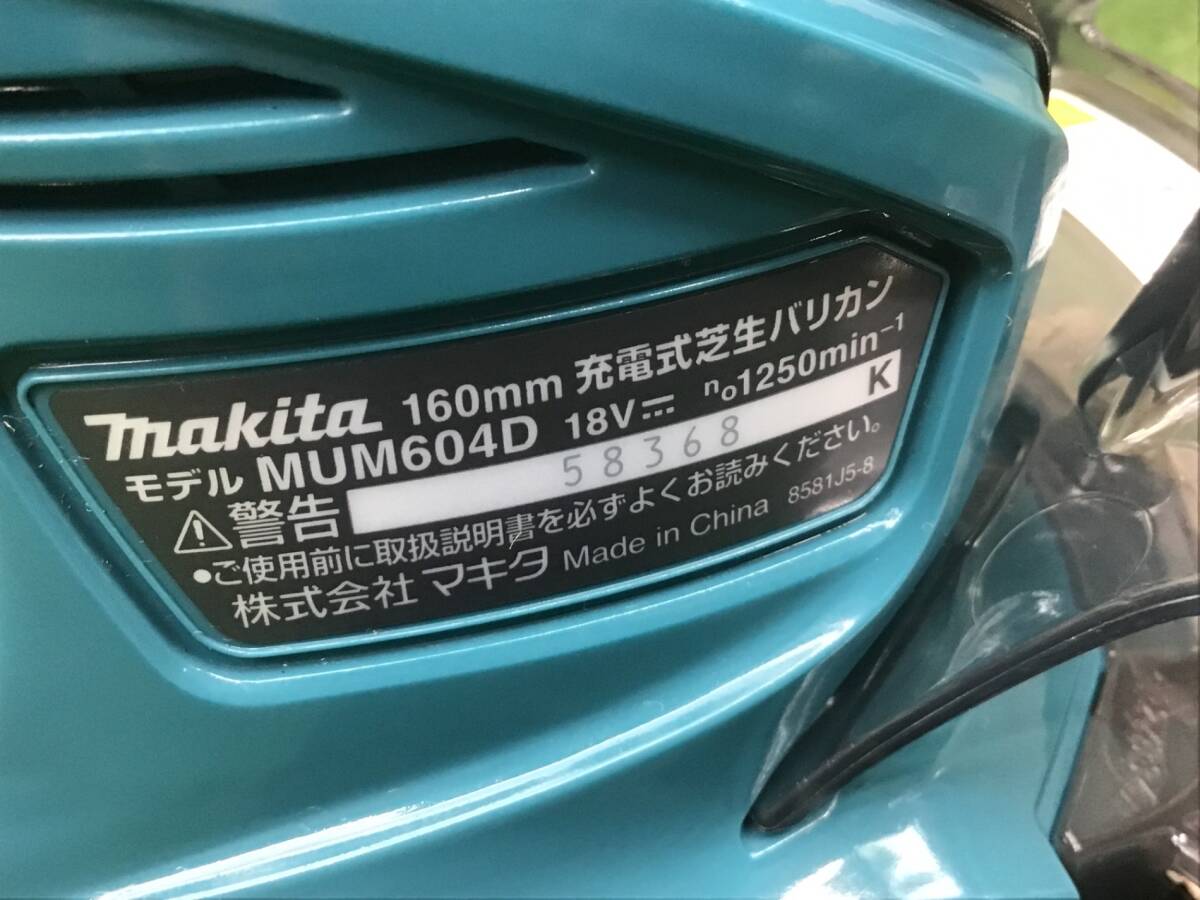 makita 160mm 充電式芝生バリカン
モデル MUM604D 18V⎓ n₀1250min⁻¹
⚠警告 58368 K
•ご使用前に取扱説明書を必ずよくお読みください。
株式会社 マキタ Made in China 8581J5-8